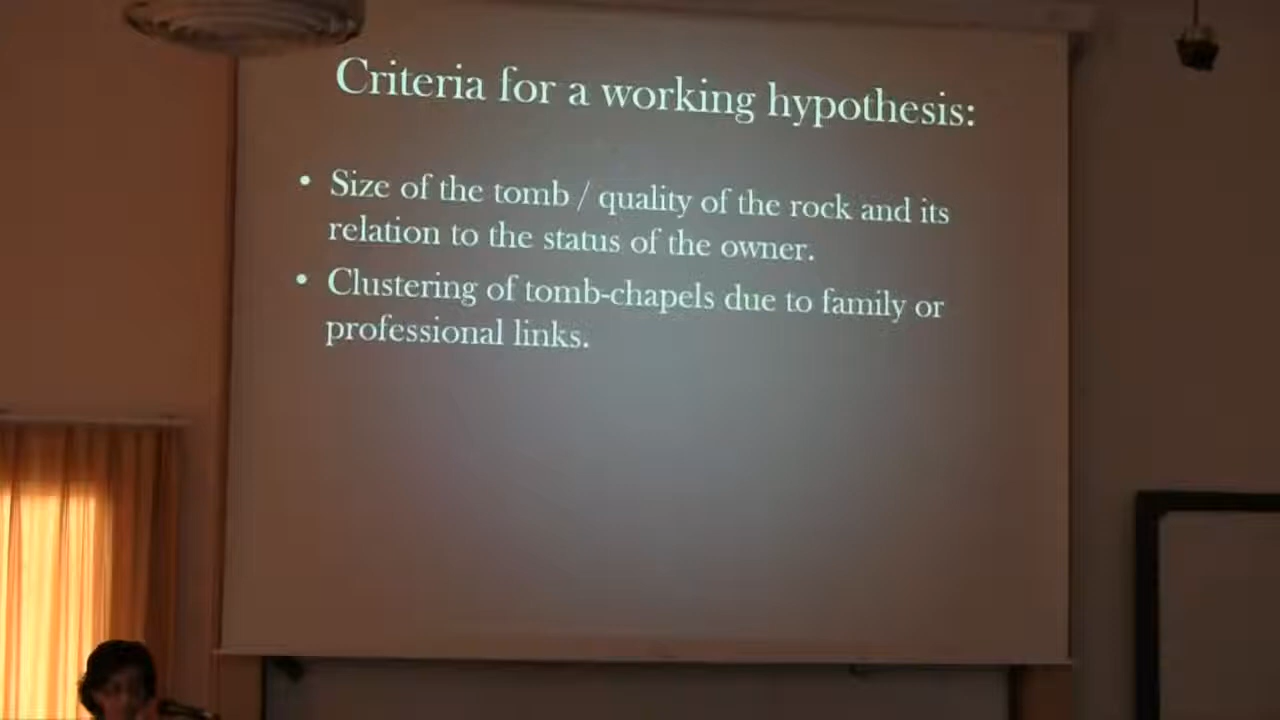 Criteria for a working hypothesis:
• Size of the tomb / quality of the rock and its
relation to the status of the owner.
• Clustering of tomb-chapels due to family or
professional links.